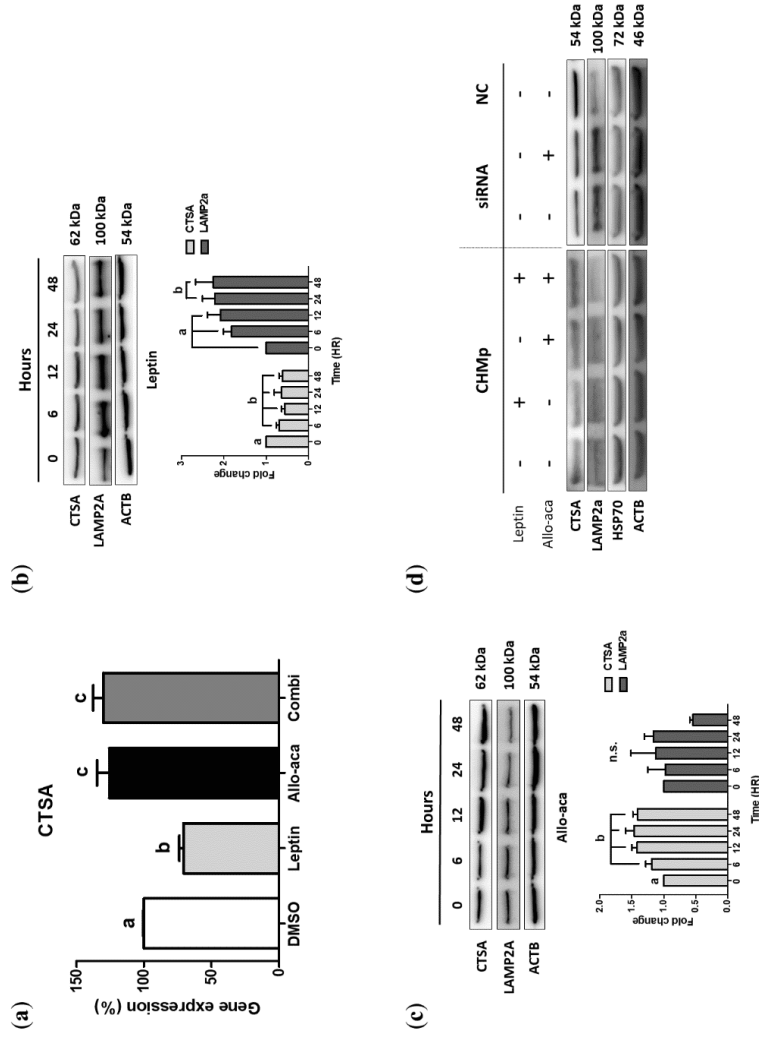 (a)
CTSA
Gene expression (%)
150
100
50
0
a
b
c
c
DMSO
Leptin
Allo-aca
Combi
(b)
Hours
0 6 12 24 48
CTSA 62 kDa
LAMP2A 100 kDa
ACTB 54 kDa
Leptin
CTSA
LAMP2a
Fold change
3
2
1
0
a
b
a
b
0 6 12 24 48 0 6 12 24 48
Time (HR)
(c)
Hours
0 6 12 24 48
CTSA 62 kDa
LAMP2A 100 kDa
ACTB 54 kDa
Allo-aca
CTSA
LAMP2a
Fold change
2.0
1.5
1.0
0.5
0.0
a
b
n.s.
0 6 12 24 48 0 6 12 24 48
Time (HR)
(d)
CHMp siRNA NC
Leptin - + - + - - -
Allo-aca - - + + - + -
CTSA 54 kDa
LAMP2a 100 kDa
HSP70 72 kDa
ACTB 46 kDa